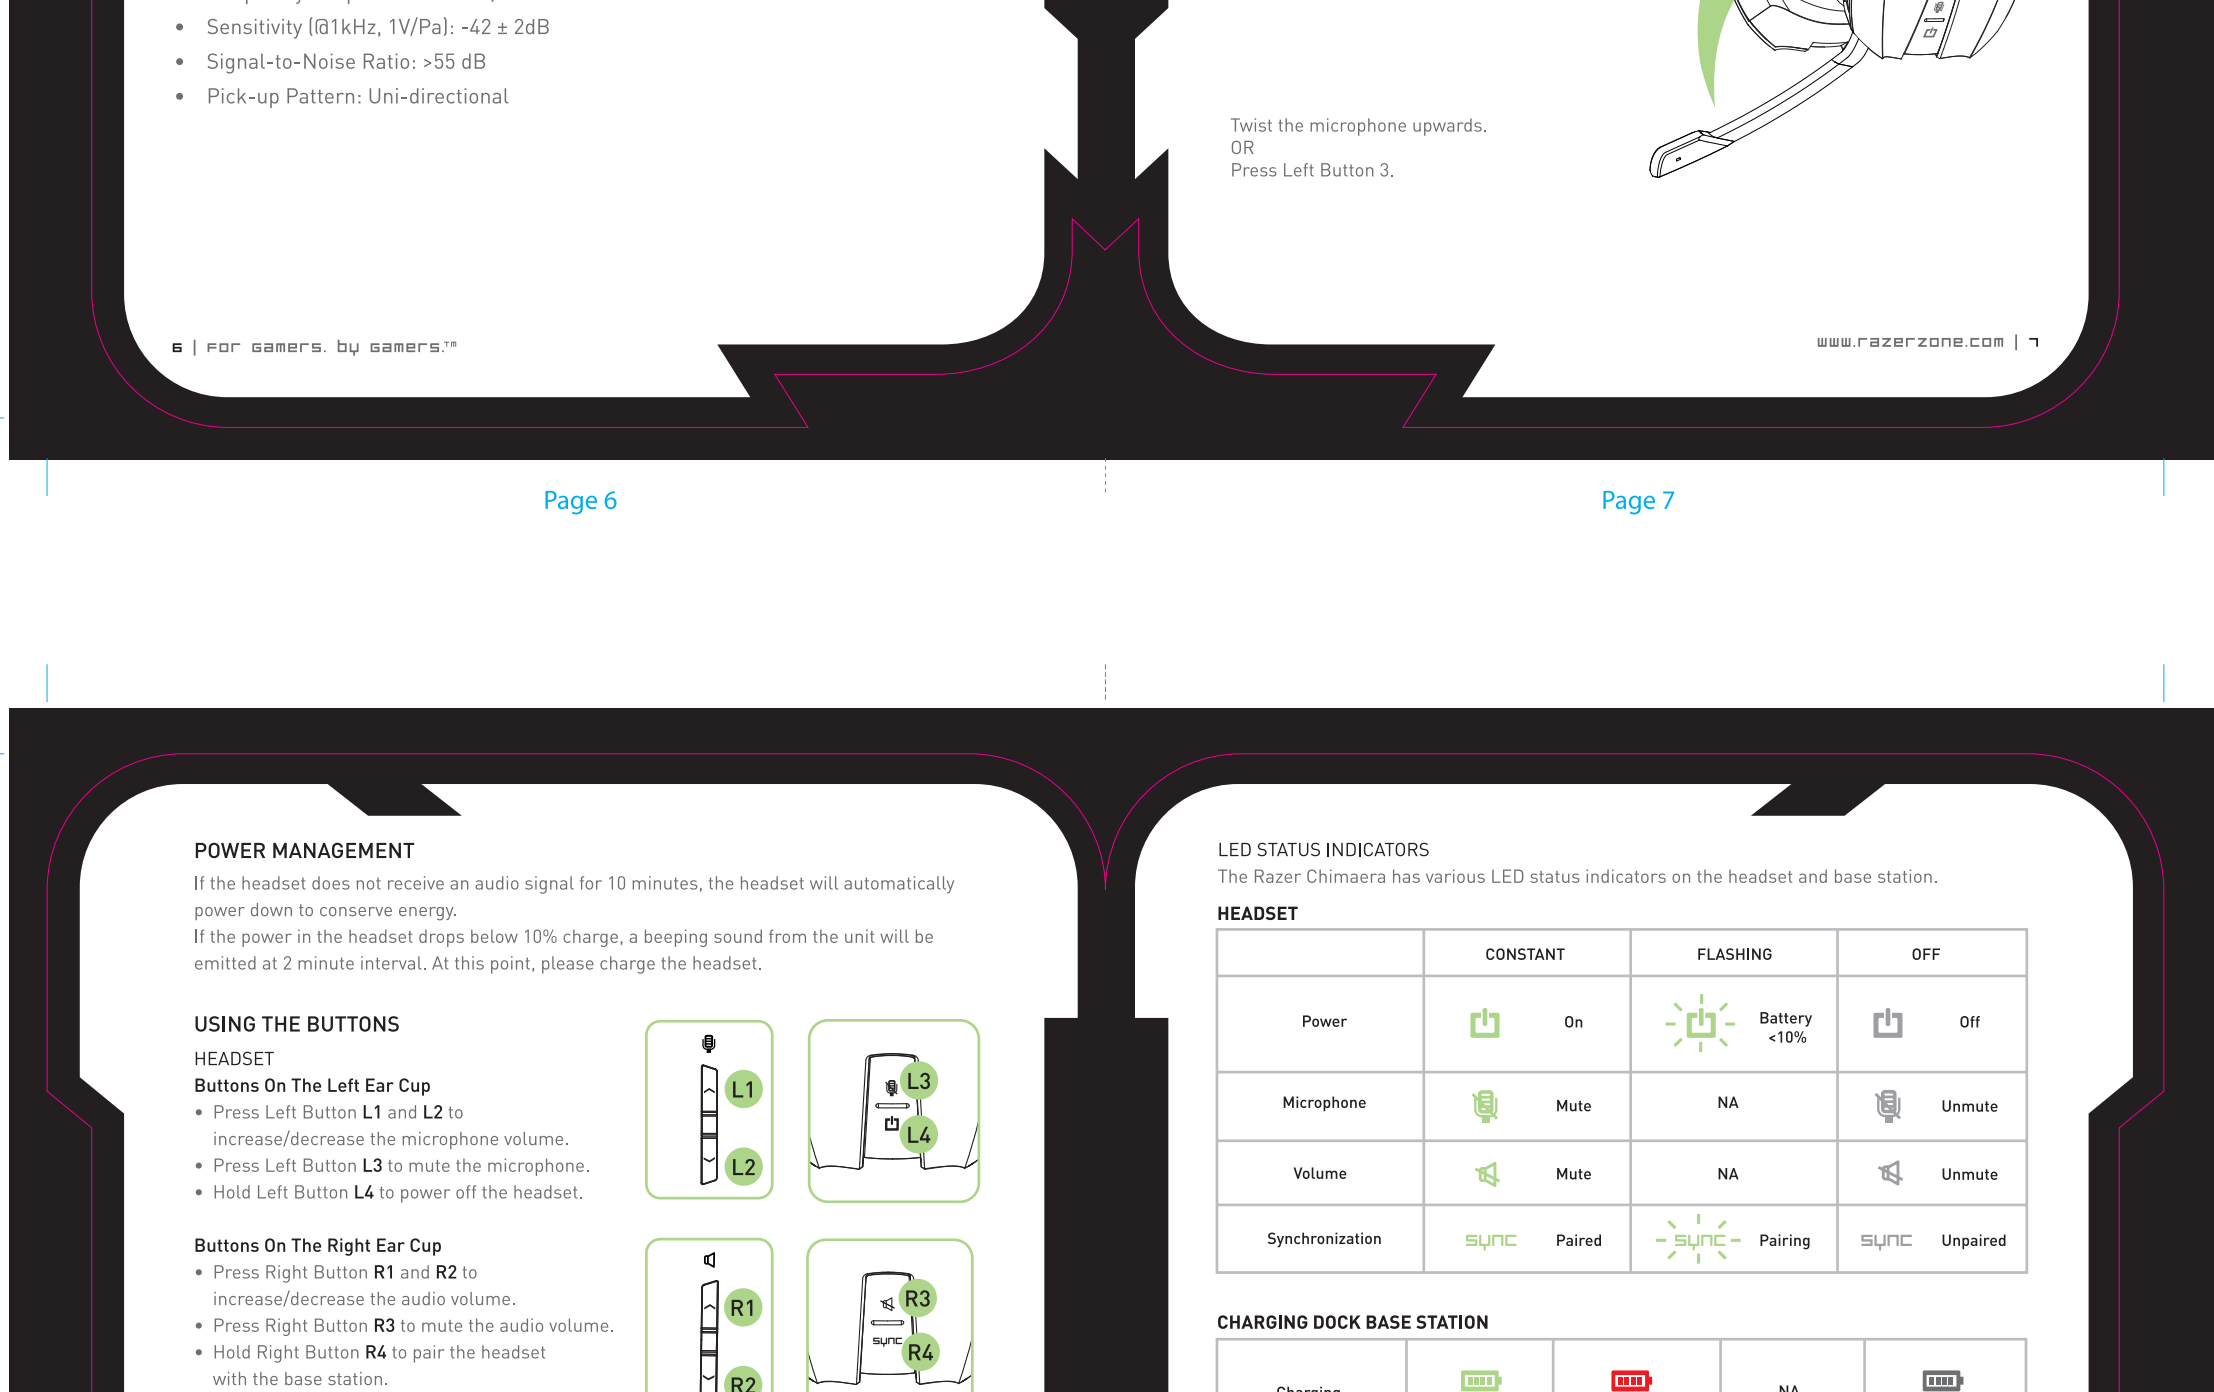 • Sensitivity (@1kHz, 1V/Pa): -42 ± 2dB
• Signal-to-Noise Ratio: >55 dB
• Pick-up Pattern: Uni-directional
6 | For Gamers. by Gamers.™
Twist the microphone upwards.
OR
Press Left Button 3.
www.razerzone.com | 7
Page 6
Page 7
POWER MANAGEMENT
If the headset does not receive an audio signal for 10 minutes, the headset will automatically
power down to conserve energy.
If the power in the headset drops below 10% charge, a beeping sound from the unit will be
emitted at 2 minute interval. At this point, please charge the headset.
USING THE BUTTONS
HEADSET
Buttons On The Left Ear Cup
• Press Left Button L1 and L2 to
increase/decrease the microphone volume.
• Press Left Button L3 to mute the microphone.
• Hold Left Button L4 to power off the headset.
L1
L2
L3
L4
Buttons On The Right Ear Cup
• Press Right Button R1 and R2 to
increase/decrease the audio volume.
• Press Right Button R3 to mute the audio volume.
• Hold Right Button R4 to pair the headset
with the base station.
R1
R2
R3
sync
R4
LED STATUS INDICATORS
The Razer Chimaera has various LED status indicators on the headset and base station.
HEADSET
CONSTANT FLASHING OFF
Power On Battery <10% Off
Microphone Mute NA Unmute
Volume Mute NA Unmute
Synchronization sync Paired sync Pairing sync Unpaired
CHARGING DOCK BASE STATION
Charging NA